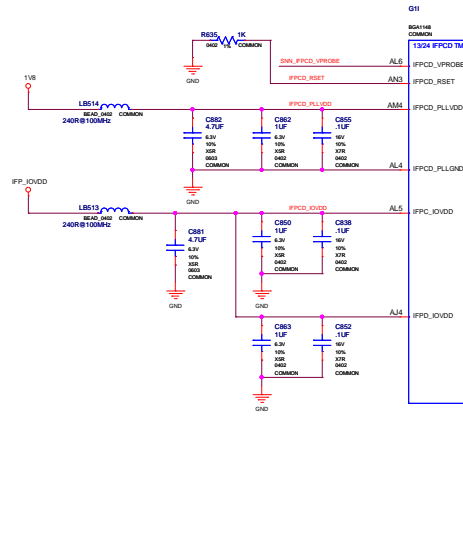 G1I
BGA1148
COMMON
13/24 IFPCD TM
R635 1K
0402 1% COMMON
GND
SNN_IFPCD_VPROBE AL6 IFPCD_VPROBE
IFPCD_RSET AN3 IFPCD_RSET
1V8
LB514
BEAD_0402 COMMON
240R@100MHz
IFPCD_PLLVDD AM4 IFPCD_PLLVDD
C882
4.7UF
6.3V
10%
X5R
0603
COMMON
C862
1UF
6.3V
10%
X5R
0402
COMMON
C855
.1UF
16V
10%
X7R
0402
COMMON
AL4 IFPCD_PLLGND
GND
IFP_IOVDD
LB513
BEAD_0402 COMMON
240R@100MHz
IFPCD_IOVDD AL5 IFPC_IOVDD
C881
4.7UF
6.3V
10%
X5R
0603
COMMON
GND
C850
1UF
6.3V
10%
X5R
0402
COMMON
C838
.1UF
16V
10%
X7R
0402
COMMON
GND
AJ4 IFPD_IOVDD
C863
1UF
6.3V
10%
X5R
0402
COMMON
C852
.1UF
16V
10%
X7R
0402
COMMON
GND